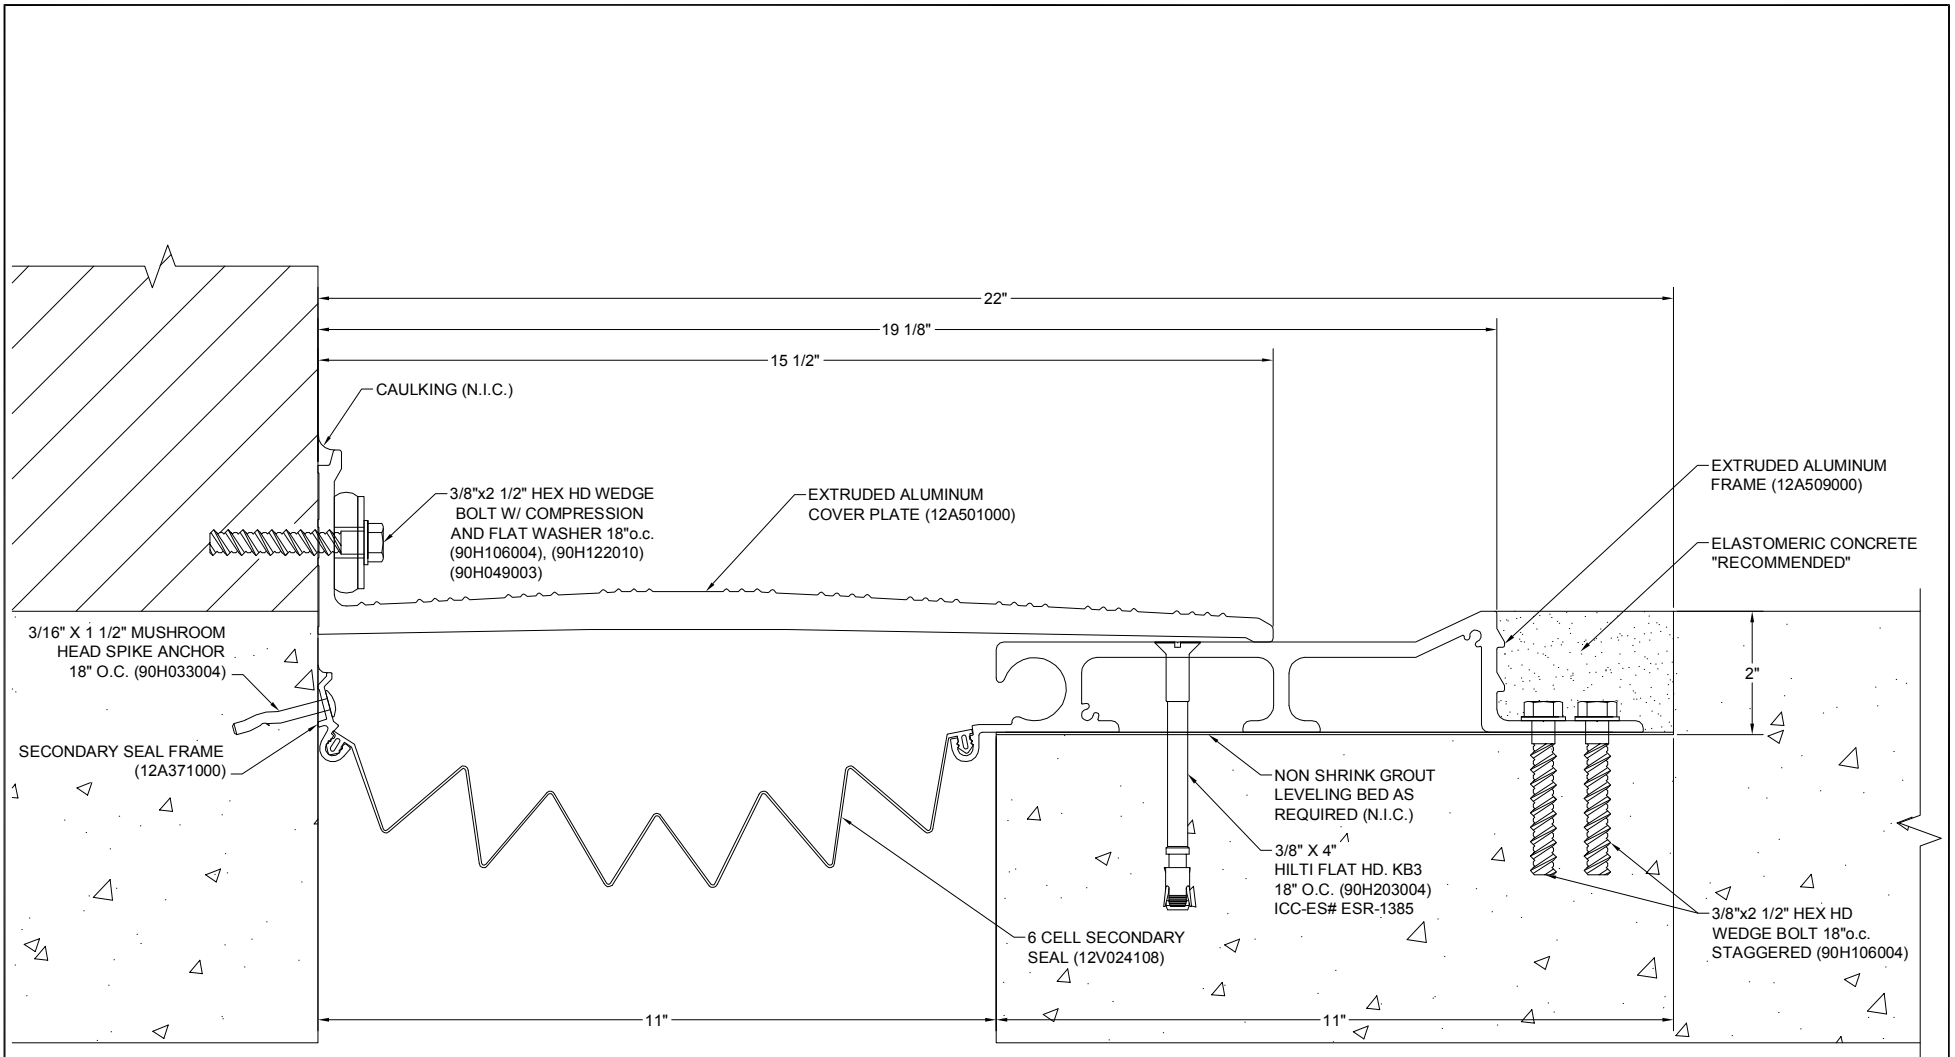 22"
19 1/8"
15 1/2"
CAULKING (N.I.C.)
3/8"x2 1/2" HEX HD WEDGE
BOLT W/ COMPRESSION
AND FLAT WASHER 18"o.c.
(90H106004), (90H122010)
(90H049003)
EXTRUDED ALUMINUM
COVER PLATE (12A501000)
EXTRUDED ALUMINUM
FRAME (12A509000)
ELASTOMERIC CONCRETE
"RECOMMENDED"
3/16" X 1 1/2" MUSHROOM
HEAD SPIKE ANCHOR
18" O.C. (90H033004)
2"
SECONDARY SEAL FRAME
(12A371000)
NON SHRINK GROUT
LEVELING BED AS
REQUIRED (N.I.C.)
3/8" X 4"
HILTI FLAT HD. KB3
18" O.C. (90H203004)
ICC-ES# ESR-1385
6 CELL SECONDARY
SEAL (12V024108)
3/8"x2 1/2" HEX HD
WEDGE BOLT 18"o.c.
STAGGERED (90H106004)
11"
11"